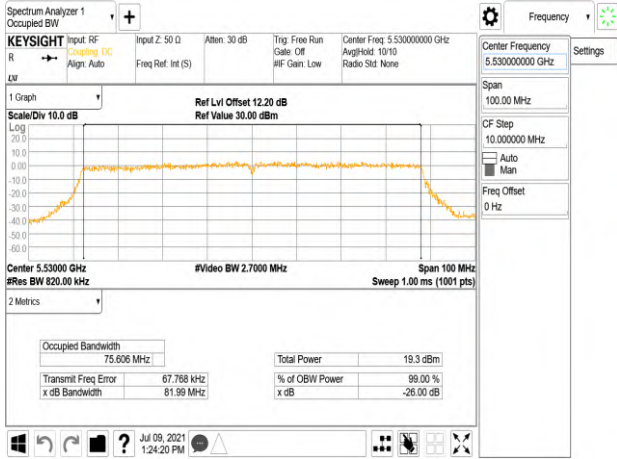 Spectrum Analyzer 1
Occupied BW
Frequency
KEYSIGHT
R
LXI
Input: RF
Coupling: DC
Align: Auto
Input Z: 50 Ω
Freq Ref: Int (S)
Atten: 30 dB
Trig: Free Run
Gate: Off
#IF Gain: Low
Center Freq: 5.530000000 GHz
Avg|Hold: 10/10
Radio Std: None
Center Frequency
5.530000000 GHz
Settings
Span
100.00 MHz
CF Step
10.000000 MHz
Auto
Man
Freq Offset
0 Hz
1 Graph
Scale/Div 10.0 dB
Ref Lvl Offset 12.20 dB
Ref Value 30.00 dBm
Log
20.0
10.0
0.00
-10.0
-20.0
-30.0
-40.0
-50.0
-60.0
Center 5.53000 GHz
#Res BW 820.00 kHz
#Video BW 2.7000 MHz
Span 100 MHz
Sweep 1.00 ms (1001 pts)
2 Metrics
Occupied Bandwidth
75.606 MHz
Transmit Freq Error 67.768 kHz
x dB Bandwidth 81.99 MHz
Total Power 19.3 dBm
% of OBW Power 99.00 %
x dB -26.00 dB
?
Jul 09, 2021
1:24:20 PM